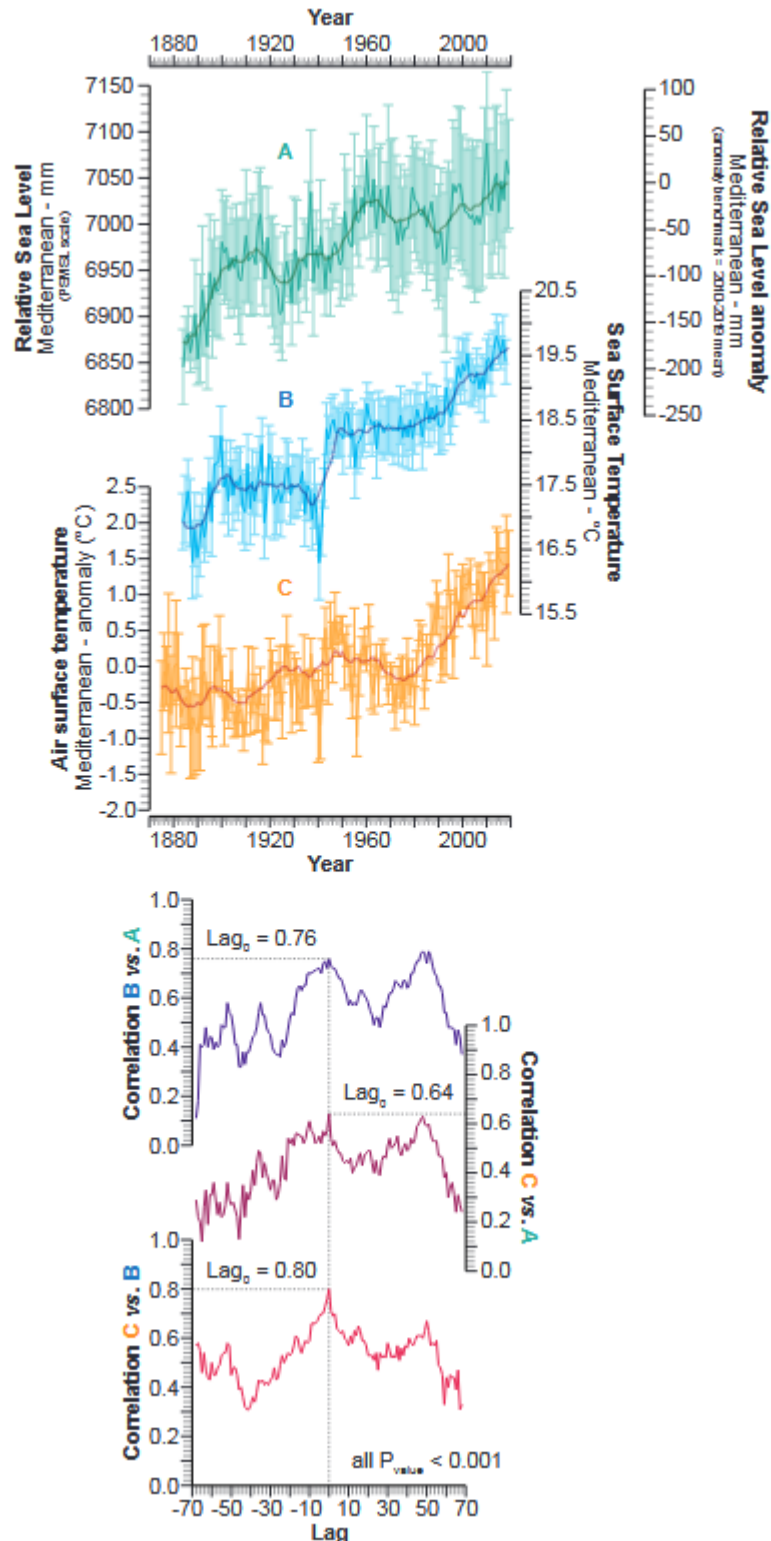 Year
1880 1920 1960 2000
7150
7100
7050
7000
6950
6900
6850
6800
Relative Sea Level
Mediterranean - mm
(PSMSL scale)
A
100
50
0
-50
-100
-150
-200
-250
Relative Sea Level anomaly
Mediterranean - mm
(anomaly benchmark = 2010-2019 mean)
B
20.5
19.5
18.5
17.5
16.5
15.5
Sea Surface Temperature
Mediterranean - °C
C
2.5
2.0
1.5
1.0
0.5
0.0
-0.5
-1.0
-1.5
-2.0
Air surface temperature
Mediterranean - anomaly (°C)
1880 1920 1960 2000
Year
1.0
0.8
0.6
0.4
0.2
0.0
Correlation B vs. A
Lag₀ = 0.76
1.0
0.8
0.6
0.4
0.2
0.0
Correlation C vs. A
Lag₀ = 0.64
1.0
0.8
0.6
0.4
0.2
0.0
Correlation C vs. B
Lag₀ = 0.80
all Pvalue < 0.001
-70 -50 -30 -10 10 30 50 70
Lag